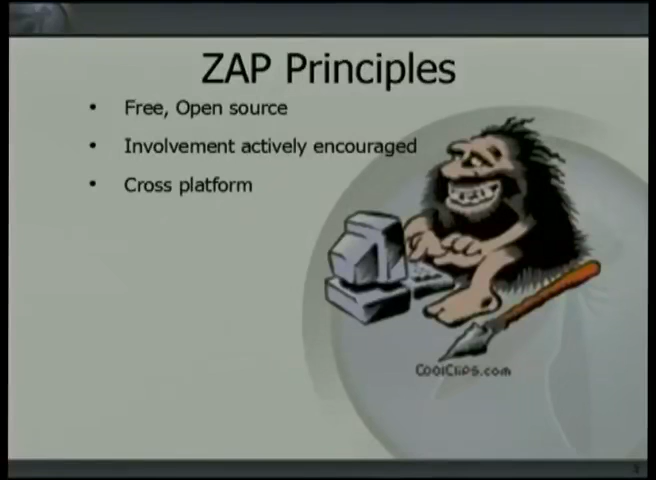 ZAP Principles
• Free, Open source
• Involvement actively encouraged
• Cross platform
CoolClips.com